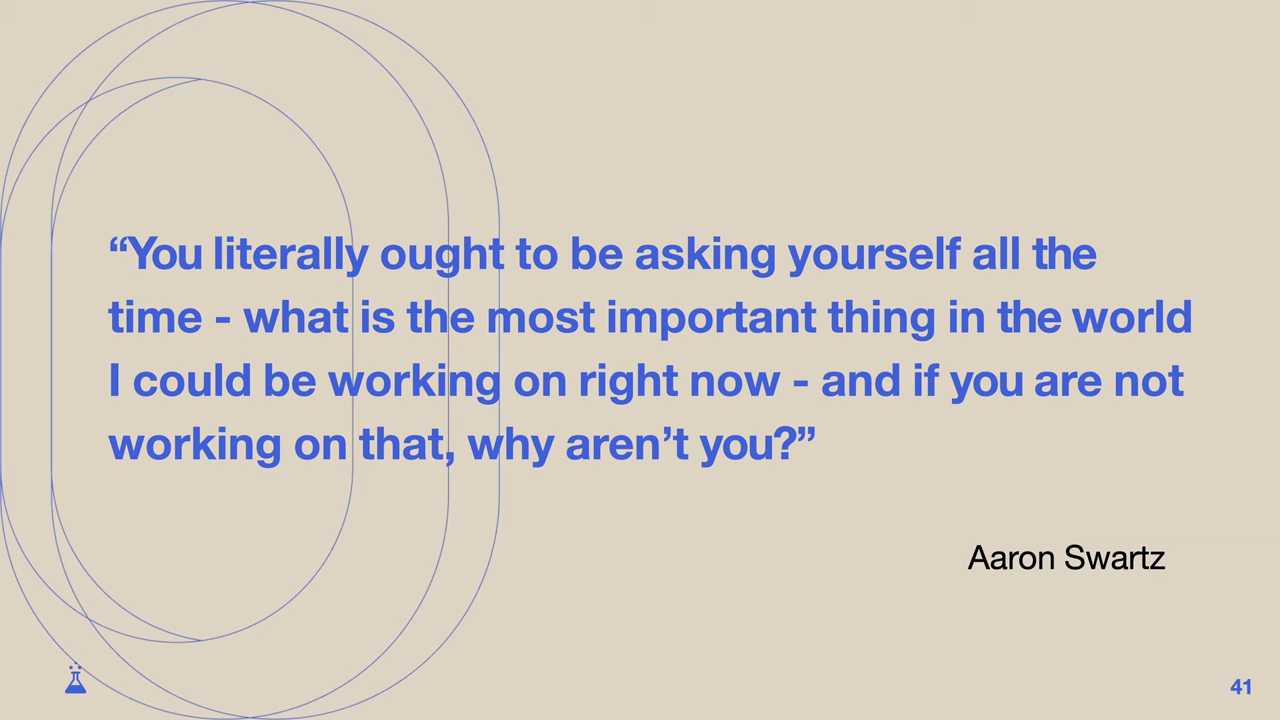 “You literally ought to be asking yourself all the
time - what is the most important thing in the world
I could be working on right now - and if you are not
working on that, why aren’t you?”
Aaron Swartz
41